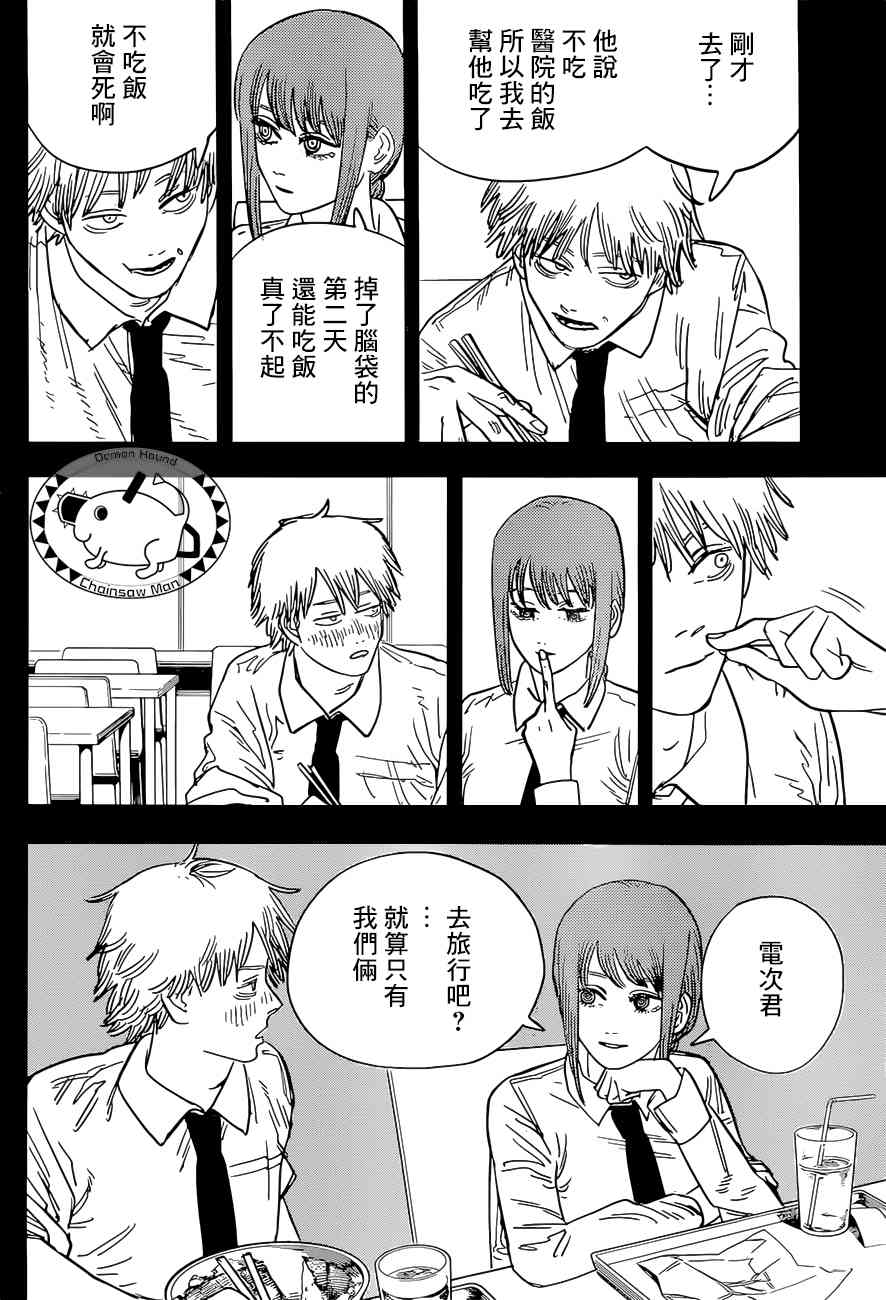 剛才
去了…
他說
不吃
醫院的飯
所以我去
幫他吃了
掉了腦袋的
第二天
還能吃飯
真了不起
不吃飯
就會死啊
Demon Hound
Chainsaw Man
電次君
去旅行吧?
…
就算只有
我們倆